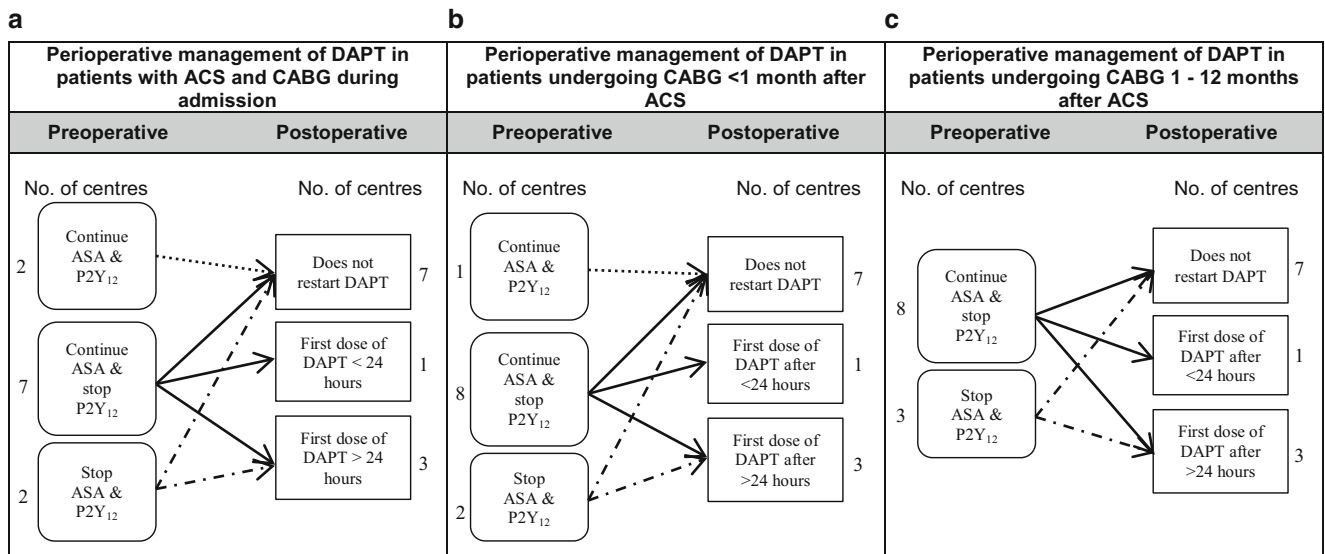 a
Perioperative management of DAPT in
patients with ACS and CABG during
admission
Preoperative Postoperative
No. of centres No. of centres
2
Continue
ASA &
P2Y₁₂
Does not
restart DAPT
7
7
Continue
ASA &
stop
P2Y₁₂
First dose of
DAPT < 24
hours
1
2
Stop
ASA &
P2Y₁₂
First dose of
DAPT > 24
hours
3
b
Perioperative management of DAPT in
patients undergoing CABG <1 month after
ACS
Preoperative Postoperative
No. of centres No. of centres
1
Continue
ASA &
P2Y₁₂
Does not
restart DAPT
7
8
Continue
ASA &
stop
P2Y₁₂
First dose of
DAPT after
<24 hours
1
2
Stop
ASA &
P2Y₁₂
First dose of
DAPT after
>24 hours
3
c
Perioperative management of DAPT in
patients undergoing CABG 1 - 12 months
after ACS
Preoperative Postoperative
No. of centres No. of centres
8
Continue
ASA &
stop
P2Y₁₂
Does not
restart DAPT
7
First dose of
DAPT after
<24 hours
1
3
Stop
ASA &
P2Y₁₂
First dose of
DAPT after
>24 hours
3